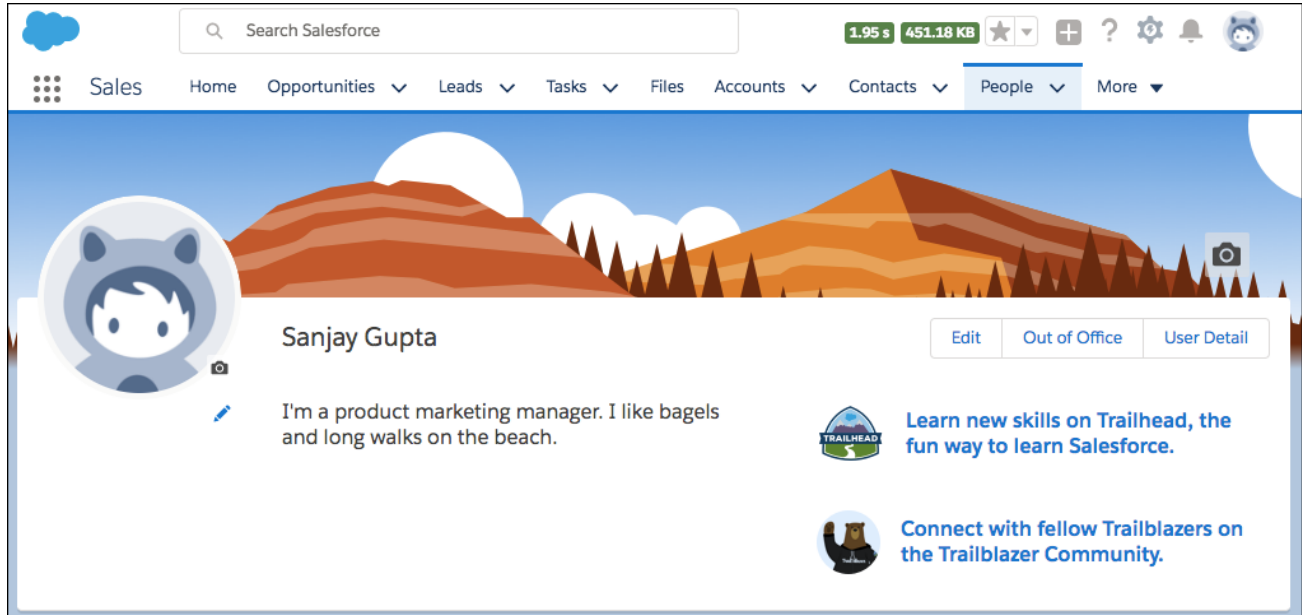 Search Salesforce
1.95 s 451.18 KB
Sales Home Opportunities Leads Tasks Files Accounts Contacts People More
Sanjay Gupta
Edit Out of Office User Detail
I'm a product marketing manager. I like bagels
and long walks on the beach.
TRAILHEAD
Learn new skills on Trailhead, the
fun way to learn Salesforce.
Connect with fellow Trailblazers on
the Trailblazer Community.